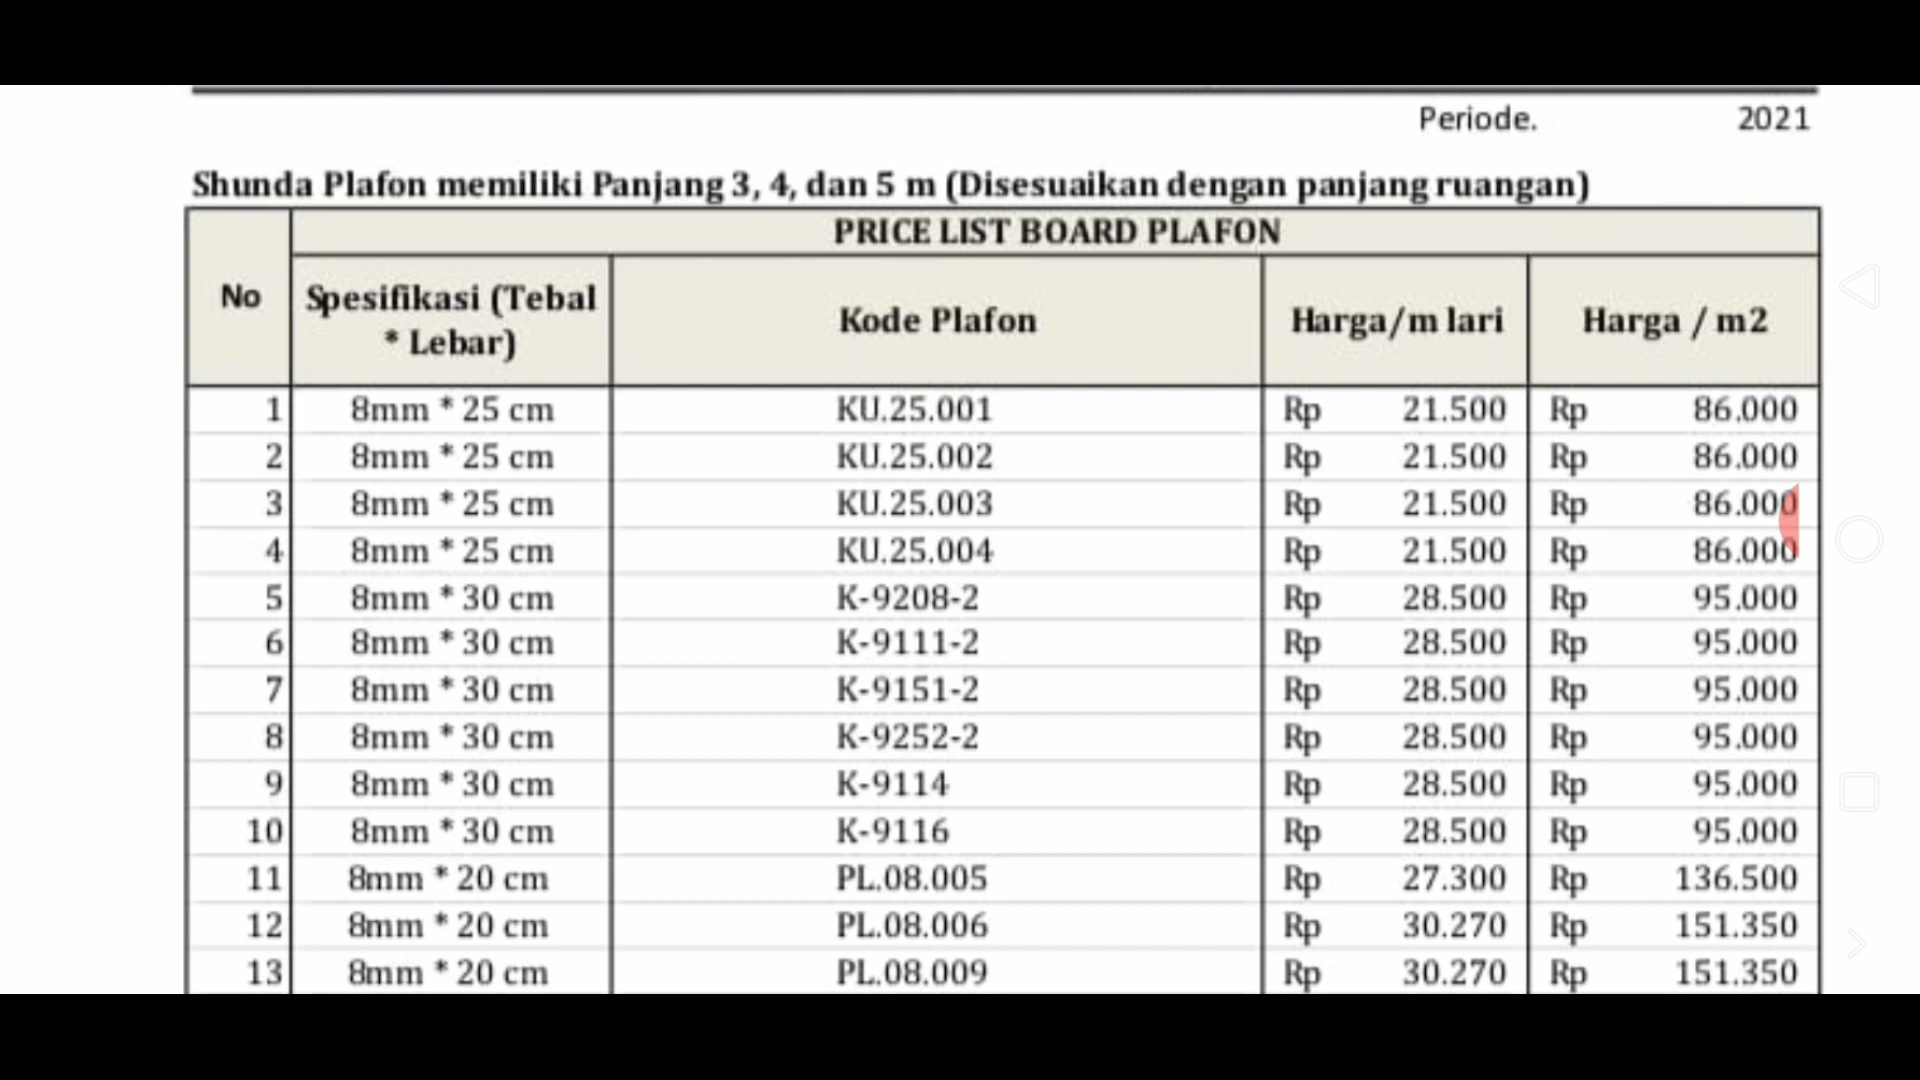 Periode. 2021
Shunda Plafon memiliki Panjang 3, 4, dan 5 m (Disesuaikan dengan panjang ruangan)
PRICE LIST BOARD PLAFON
No Spesifikasi (Tebal * Lebar) Kode Plafon Harga/m lari Harga / m2
1 8mm * 25 cm KU.25.001 Rp 21.500 Rp 86.000
2 8mm * 25 cm KU.25.002 Rp 21.500 Rp 86.000
3 8mm * 25 cm KU.25.003 Rp 21.500 Rp 86.000
4 8mm * 25 cm KU.25.004 Rp 21.500 Rp 86.000
5 8mm * 30 cm K-9208-2 Rp 28.500 Rp 95.000
6 8mm * 30 cm K-9111-2 Rp 28.500 Rp 95.000
7 8mm * 30 cm K-9151-2 Rp 28.500 Rp 95.000
8 8mm * 30 cm K-9252-2 Rp 28.500 Rp 95.000
9 8mm * 30 cm K-9114 Rp 28.500 Rp 95.000
10 8mm * 30 cm K-9116 Rp 28.500 Rp 95.000
11 8mm * 20 cm PL.08.005 Rp 27.300 Rp 136.500
12 8mm * 20 cm PL.08.006 Rp 30.270 Rp 151.350
13 8mm * 20 cm PL.08.009 Rp 30.270 Rp 151.350